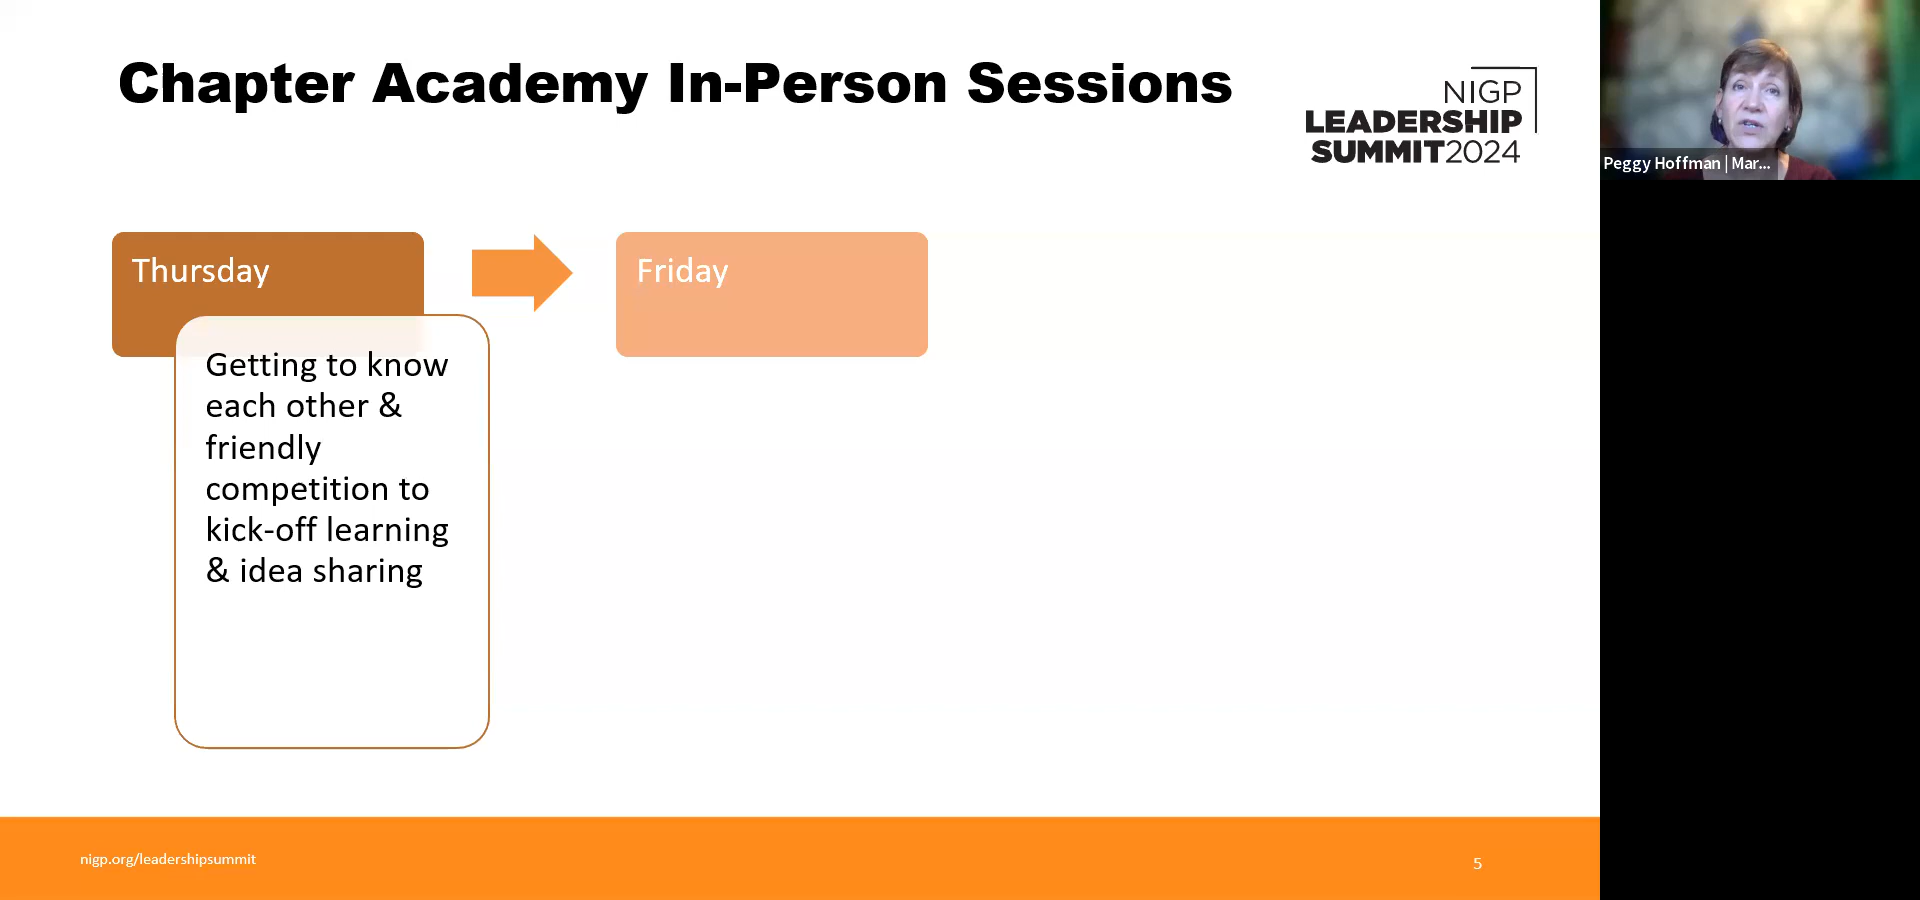 Chapter Academy In-Person Sessions
NIGP
LEADERSHIP
SUMMIT2024
Peggy Hoffman | Mar...
Thursday
Friday
Getting to know
each other &
friendly
competition to
kick-off learning
& idea sharing
nigp.org/leadershipsummit
5